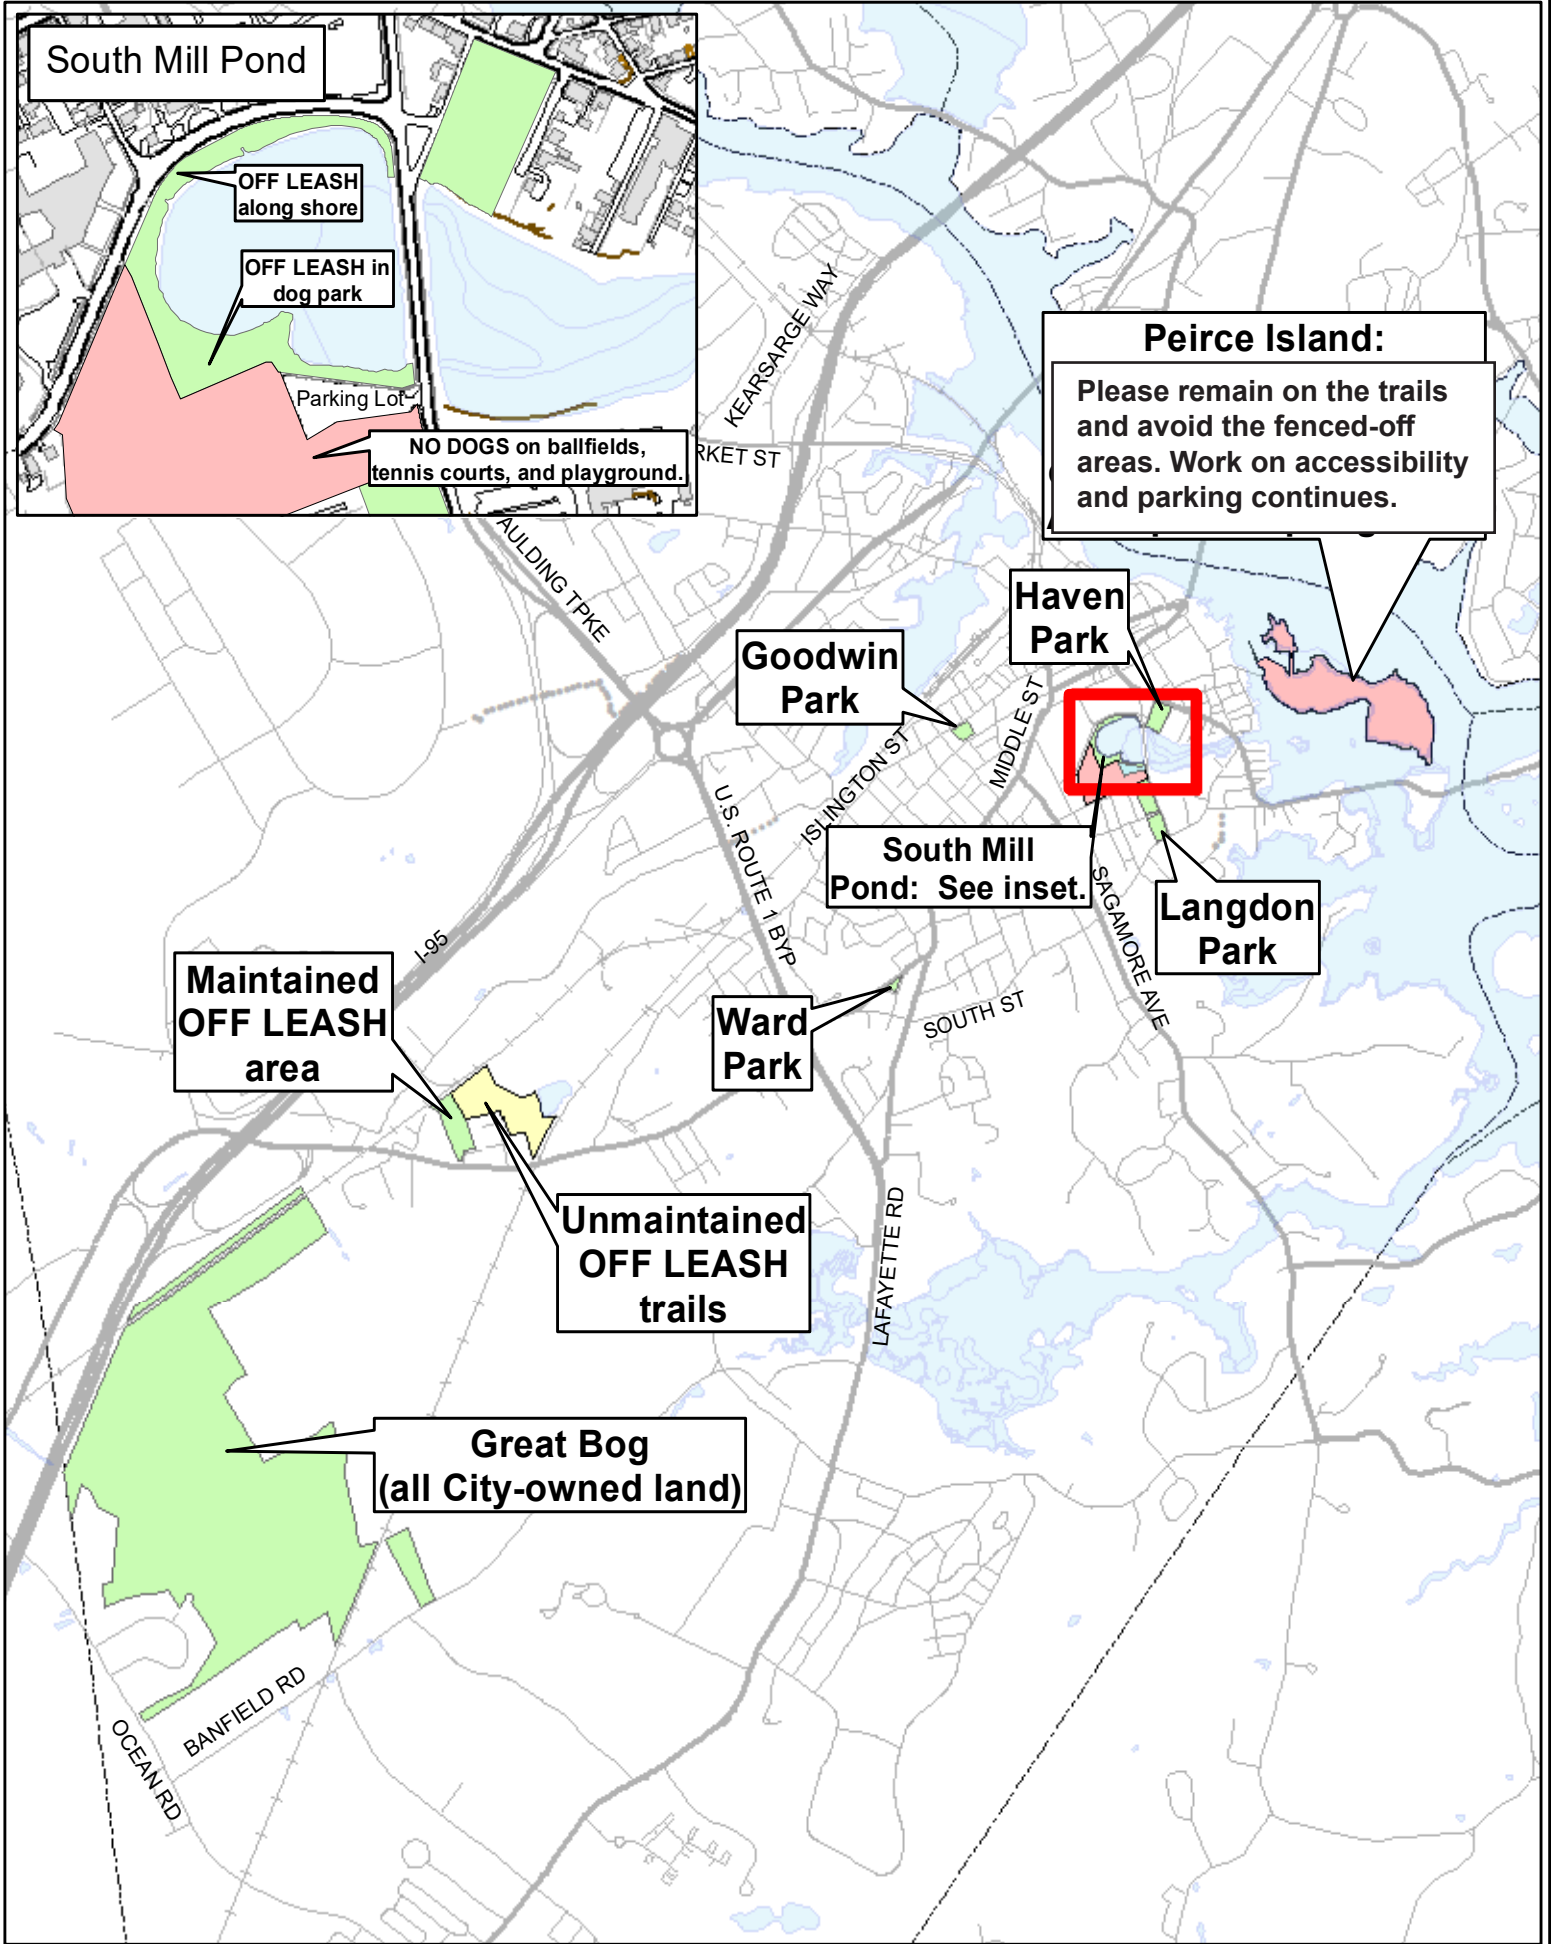 South Mill Pond
OFF LEASH
along shore
OFF LEASH in
dog park
Parking Lot
NO DOGS on ballfields,
tennis courts, and playground.
KEARSARGE WAY
RKET ST
AULDING TPKE
Peirce Island:
Please remain on the trails
and avoid the fenced-off
areas. Work on accessibility
and parking continues.
Haven
Park
Goodwin
Park
MIDDLE ST
ISLINGTON ST
U.S. ROUTE 1 BYP
South Mill
Pond: See inset.
SAGAMORE AVE
Langdon
Park
I-95
Maintained
OFF LEASH
area
Ward
Park
SOUTH ST
Unmaintained
OFF LEASH
trails
LAFAYETTE RD
Great Bog
(all City-owned land)
BANFIELD RD
OCEAN RD